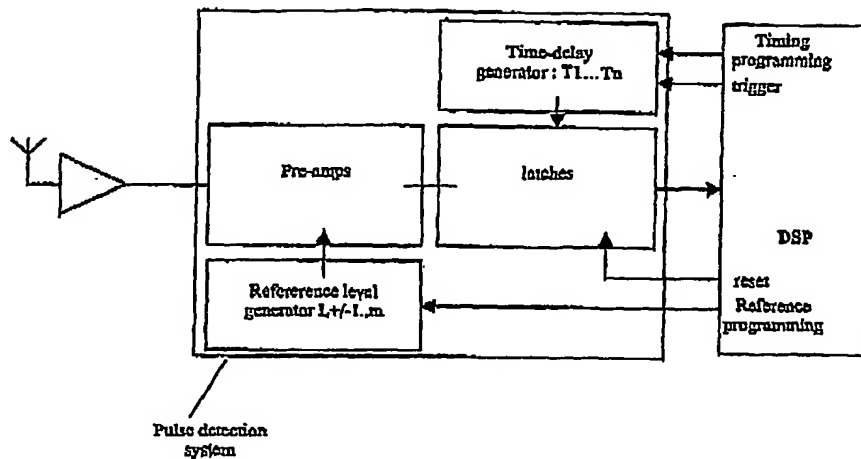 Time-delay
generator: T1...Tn
Timing
programming
trigger
Pre-amps
latches
DSP
Refererence level
generator L+/-1..m
reset
Reference
programming
Pulse detection
system